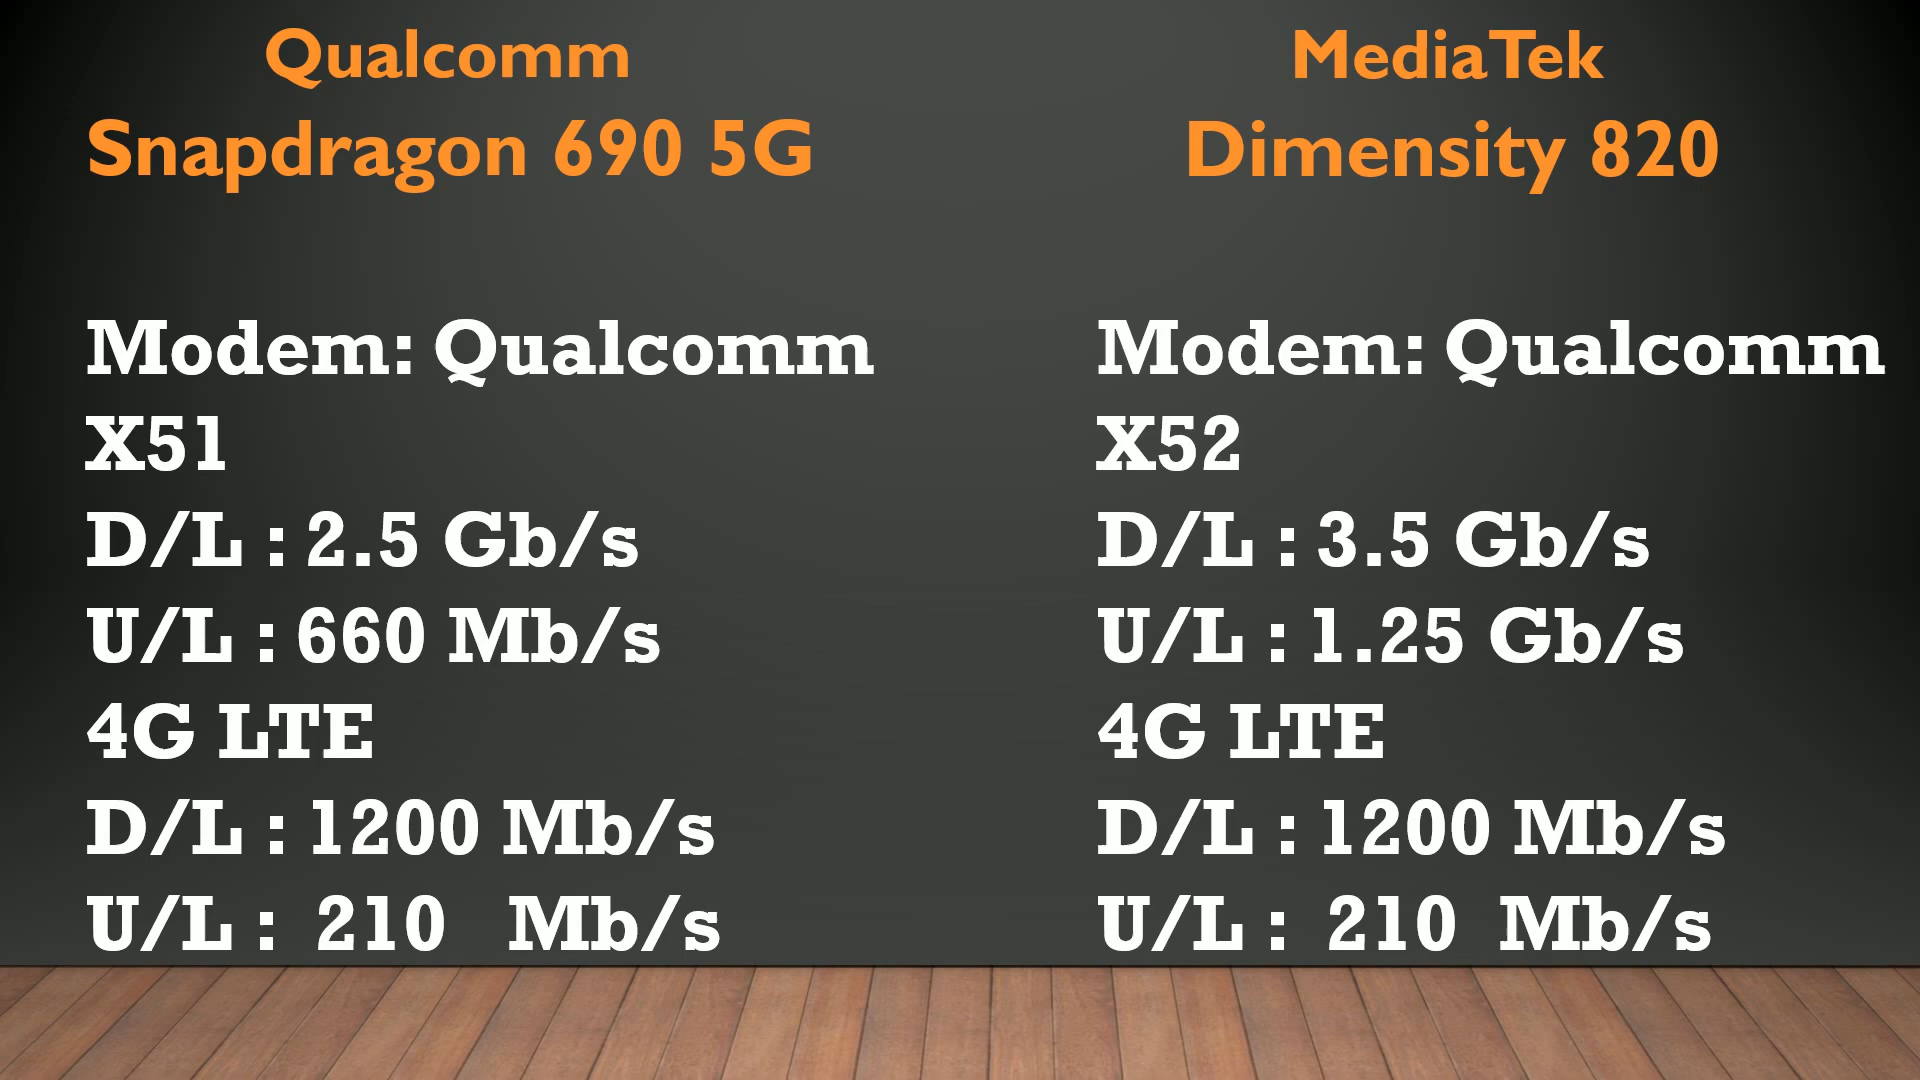 Qualcomm
Snapdragon 690 5G
Modem: Qualcomm
X51
D/L : 2.5 Gb/s
U/L : 660 Mb/s
4G LTE
D/L : 1200 Mb/s
U/L : 210 Mb/s
MediaTek
Dimensity 820
Modem: Qualcomm
X52
D/L : 3.5 Gb/s
U/L : 1.25 Gb/s
4G LTE
D/L : 1200 Mb/s
U/L : 210 Mb/s